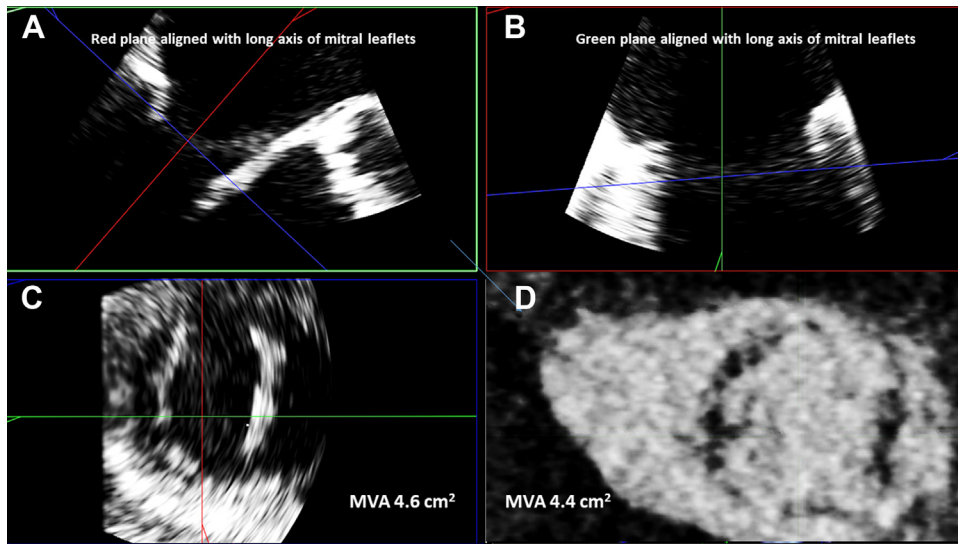 A
Red plane aligned with long axis of mitral leaflets
B
Green plane aligned with long axis of mitral leaflets
C
MVA 4.6 cm²
D
MVA 4.4 cm²